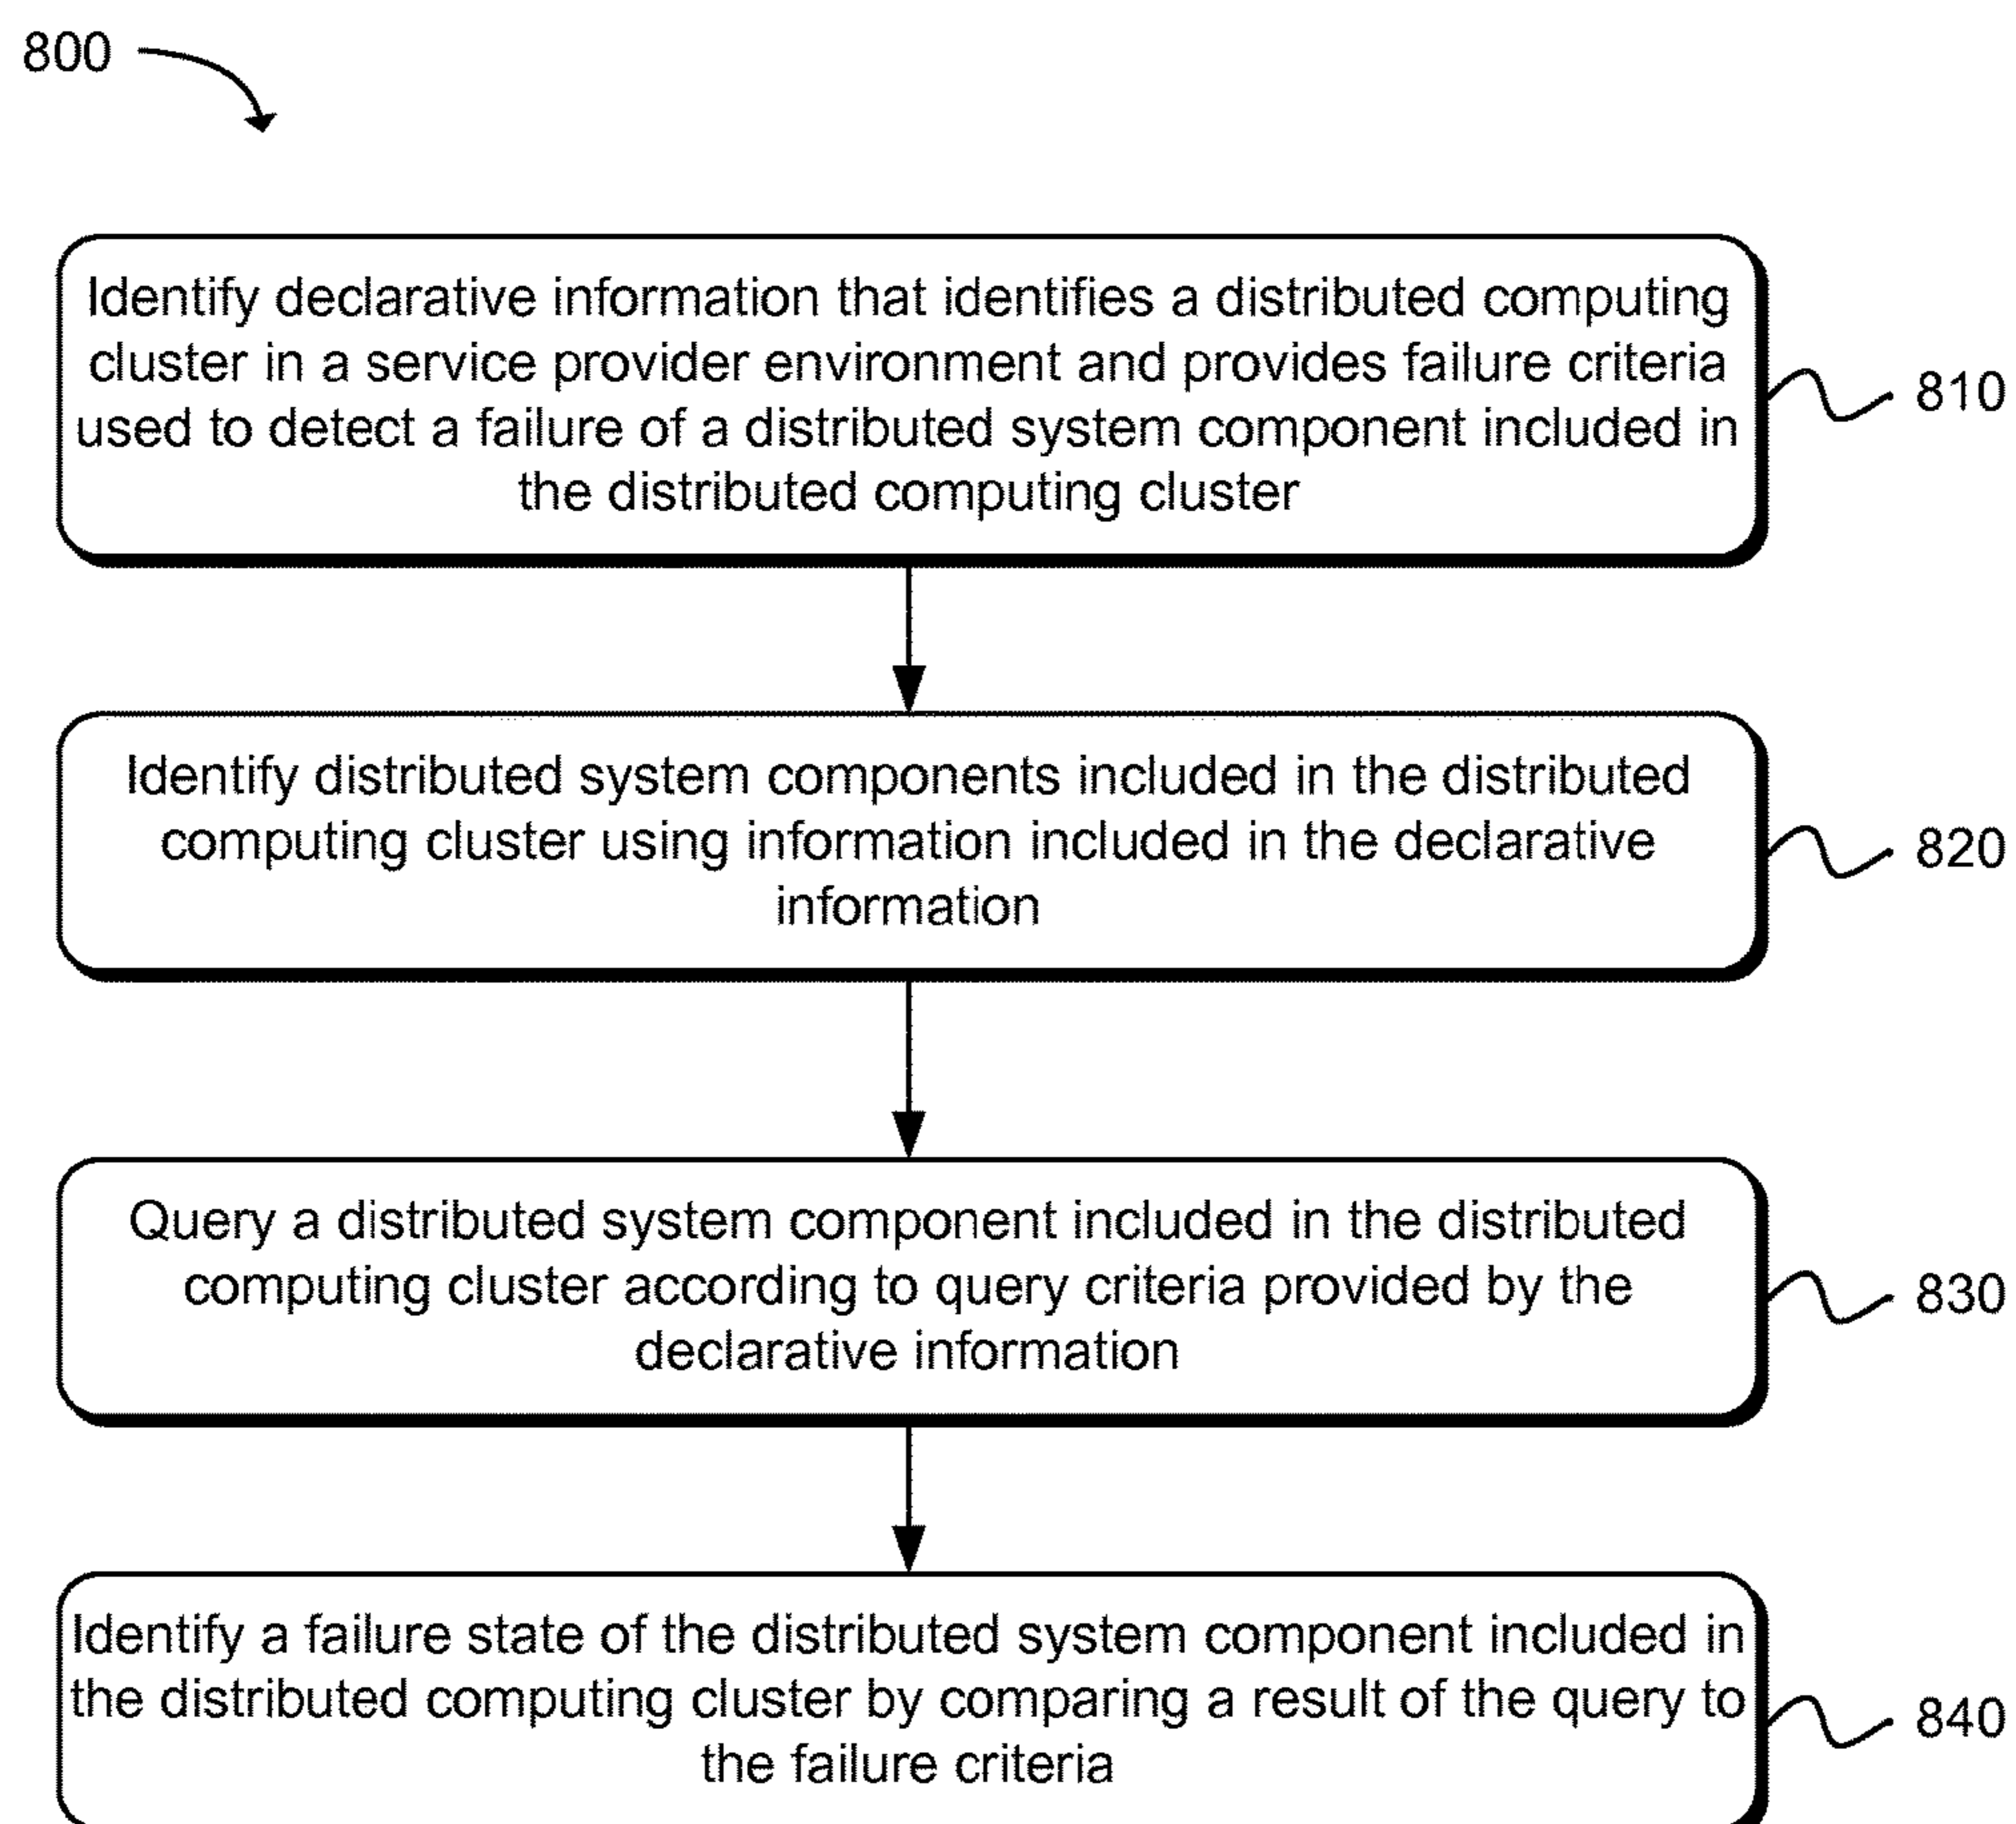 800
Identify declarative information that identifies a distributed computing
cluster in a service provider environment and provides failure criteria
used to detect a failure of a distributed system component included in
the distributed computing cluster
810
Identify distributed system components included in the distributed
computing cluster using information included in the declarative
information
820
Query a distributed system component included in the distributed
computing cluster according to query criteria provided by the
declarative information
830
Identify a failure state of the distributed system component included in
the distributed computing cluster by comparing a result of the query to
the failure criteria
840